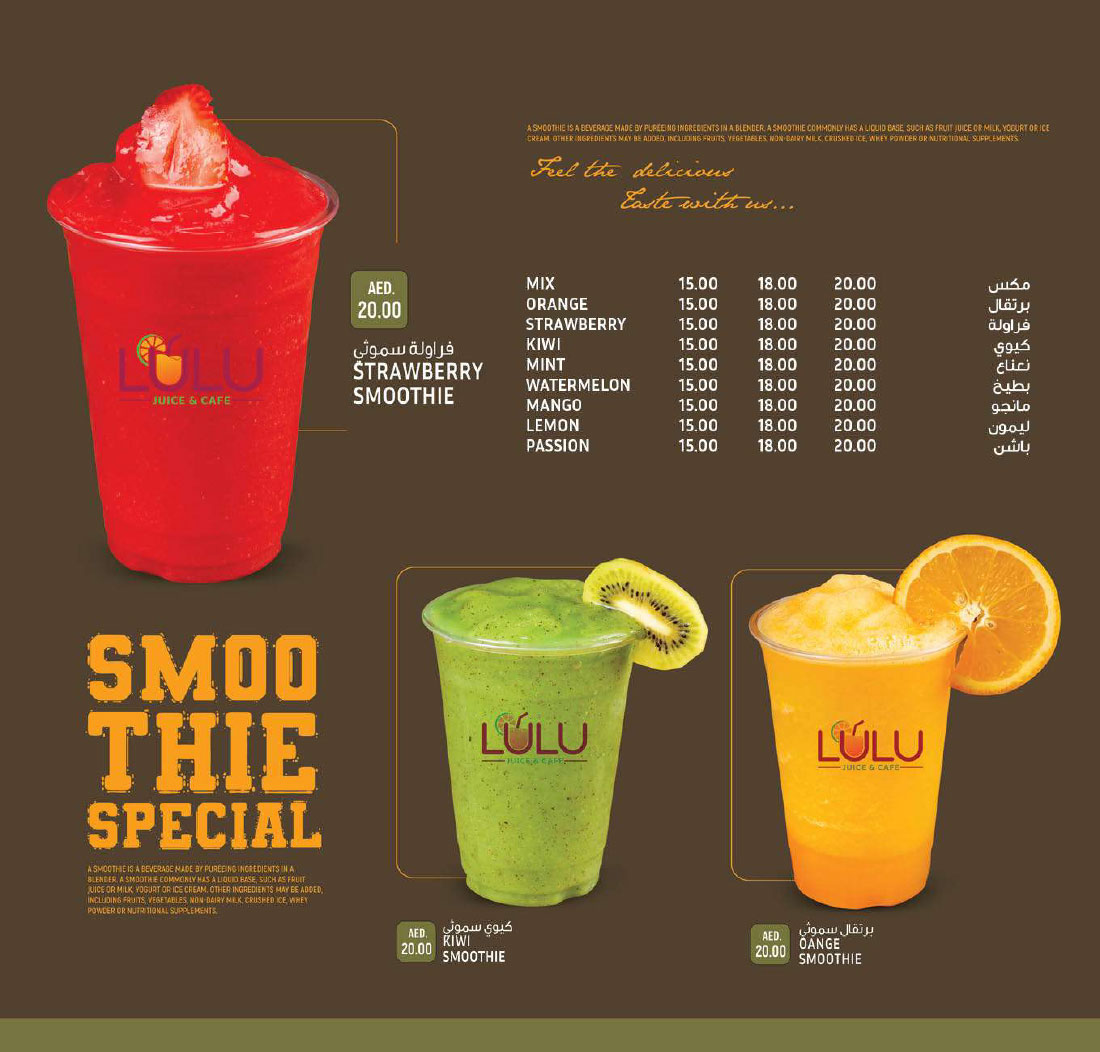 A SMOOTHIE IS A BEVERAGE MADE BY PUREEING INGREDIENTS IN A BLENDER. A SMOOTHIE COMMONLY HAS A LIQUID BASE, SUCH AS FRUIT JUICE OR MILK, YOGURT OR ICE
CREAM. OTHER INGREDIENTS MAY BE ADDED, INCLUDING FRUITS, VEGETABLES, NON-DAIRY MILK, CRUSHED ICE, WHEY POWDER OR NUTRITIONAL SUPPLEMENTS.
Feel the delicious
Taste with us...
AED.
20.00
فراولة سموثي
STRAWBERRY
SMOOTHIE
LULU
JUICE & CAFE
MIX 15.00 18.00 20.00 مكس
ORANGE 15.00 18.00 20.00 برتقال
STRAWBERRY 15.00 18.00 20.00 فراولة
KIWI 15.00 18.00 20.00 كيوي
MINT 15.00 18.00 20.00 نعناع
WATERMELON 15.00 18.00 20.00 بطيخ
MANGO 15.00 18.00 20.00 مانجو
LEMON 15.00 18.00 20.00 ليمون
PASSION 15.00 18.00 20.00 باشن
SMOO
THIE
SPECIAL
A SMOOTHIE IS A BEVERAGE MADE BY PUREEING INGREDIENTS IN A
BLENDER. A SMOOTHIE COMMONLY HAS A LIQUID BASE, SUCH AS FRUIT
JUICE OR MILK, YOGURT OR ICE CREAM. OTHER INGREDIENTS MAY BE ADDED,
INCLUDING FRUITS, VEGETABLES, NON-DAIRY MILK, CRUSHED ICE, WHEY
POWDER OR NUTRITIONAL SUPPLEMENTS.
LULU
JUICE & CAFE
AED.
20.00
كيوي سموثي
KIWI
SMOOTHIE
LULU
JUICE & CAFE
AED.
20.00
برتقال سموثي
OANGE
SMOOTHIE